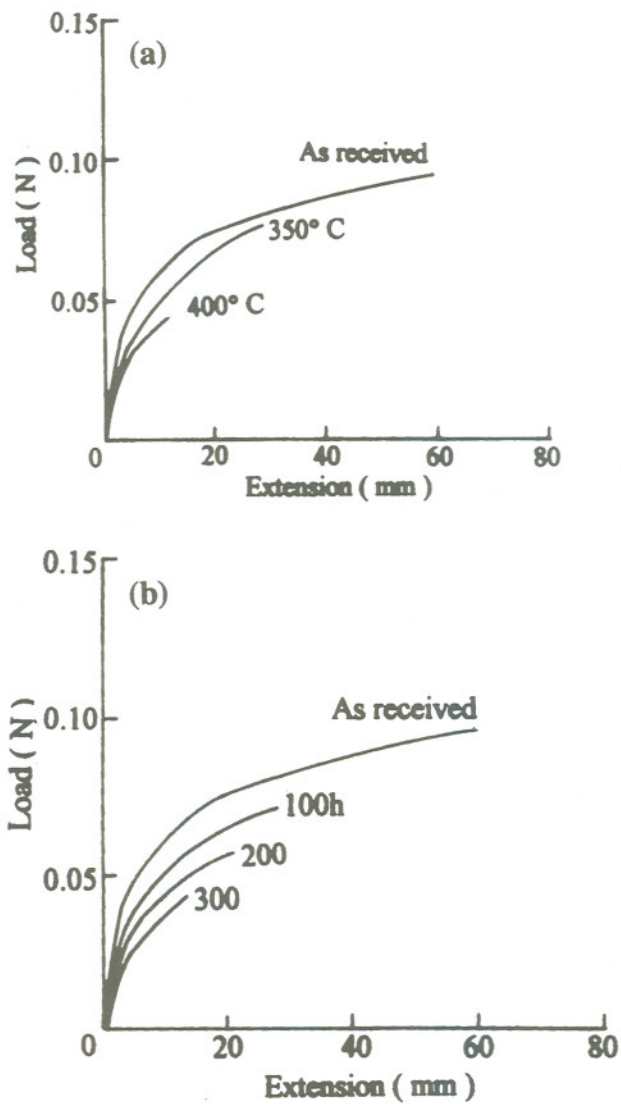 0.15
(a)
As received
0.10
350° C
Load ( N )
0.05
400° C
0
20
40
60
80
Extension ( mm )
0.15
(b)
As received
0.10
100h
Load ( N )
200
0.05
300
0
20
40
60
80
Extension ( mm )